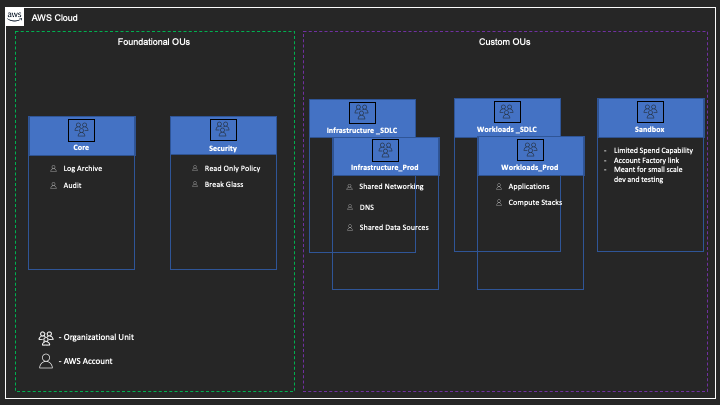 aws
AWS Cloud
Foundational OUs
Custom OUs
Core
Log Archive
Audit
Security
Read Only Policy
Break Glass
Infrastructure _SDLC
Infrastructure_Prod
Shared Networking
DNS
Shared Data Sources
Workloads _SDLC
Workloads_Prod
Applications
Compute Stacks
Sandbox
- Limited Spend Capability
- Account Factory link
- Meant for small scale
dev and testing
- Organizational Unit
- AWS Account